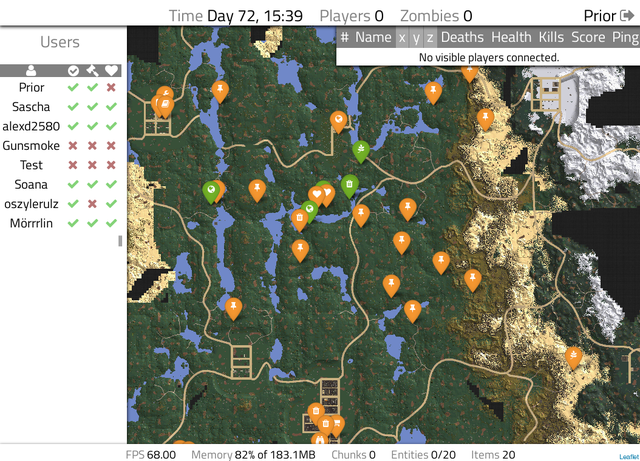 Time Day 72, 15:39 Players 0 Zombies 0 Prior
Users
# Name x y z Deaths Health Kills Score Ping
No visible players connected.
Prior
Sascha
alexd2580
Gunsmoke
Test
Soana
oszylerulz
Mörrrlin
FPS 68.00 Memory 82% of 183.1MB Chunks 0 Entities 0/20 Items 20
Leaflet